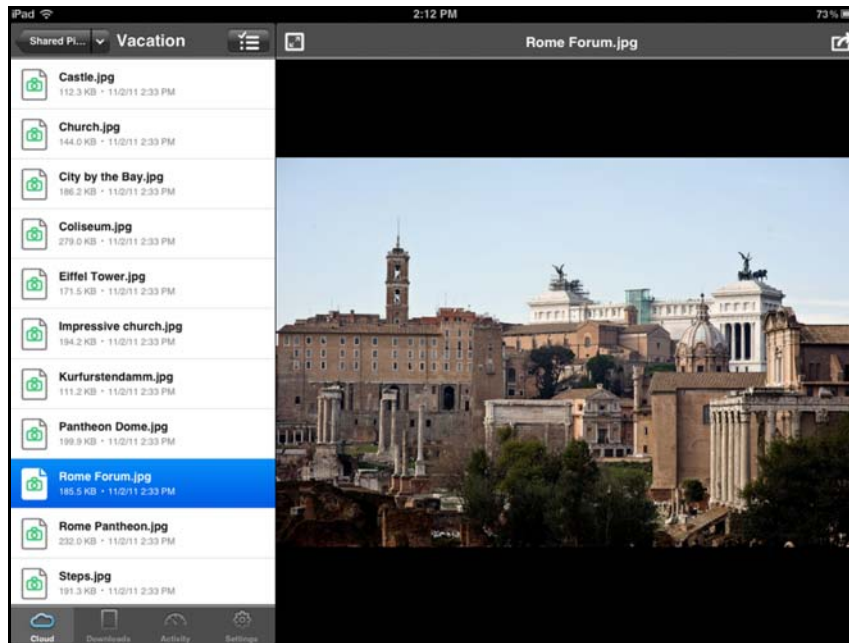 iPad
2:12 PM
73%
Shared Pi...
Vacation
Rome Forum.jpg
Castle.jpg
112.3 KB • 11/2/11 2:33 PM
Church.jpg
144.0 KB • 11/2/11 2:33 PM
City by the Bay.jpg
186.2 KB • 11/2/11 2:33 PM
Coliseum.jpg
279.0 KB • 11/2/11 2:33 PM
Eiffel Tower.jpg
171.5 KB • 11/2/11 2:33 PM
Impressive church.jpg
194.2 KB • 11/2/11 2:33 PM
Kurfurstendamm.jpg
111.2 KB • 11/2/11 2:33 PM
Pantheon Dome.jpg
199.9 KB • 11/2/11 2:33 PM
Rome Forum.jpg
185.5 KB • 11/2/11 2:33 PM
Rome Pantheon.jpg
232.0 KB • 11/2/11 2:33 PM
Steps.jpg
191.3 KB • 11/2/11 2:33 PM
Cloud
Downloads
Activity
Settings